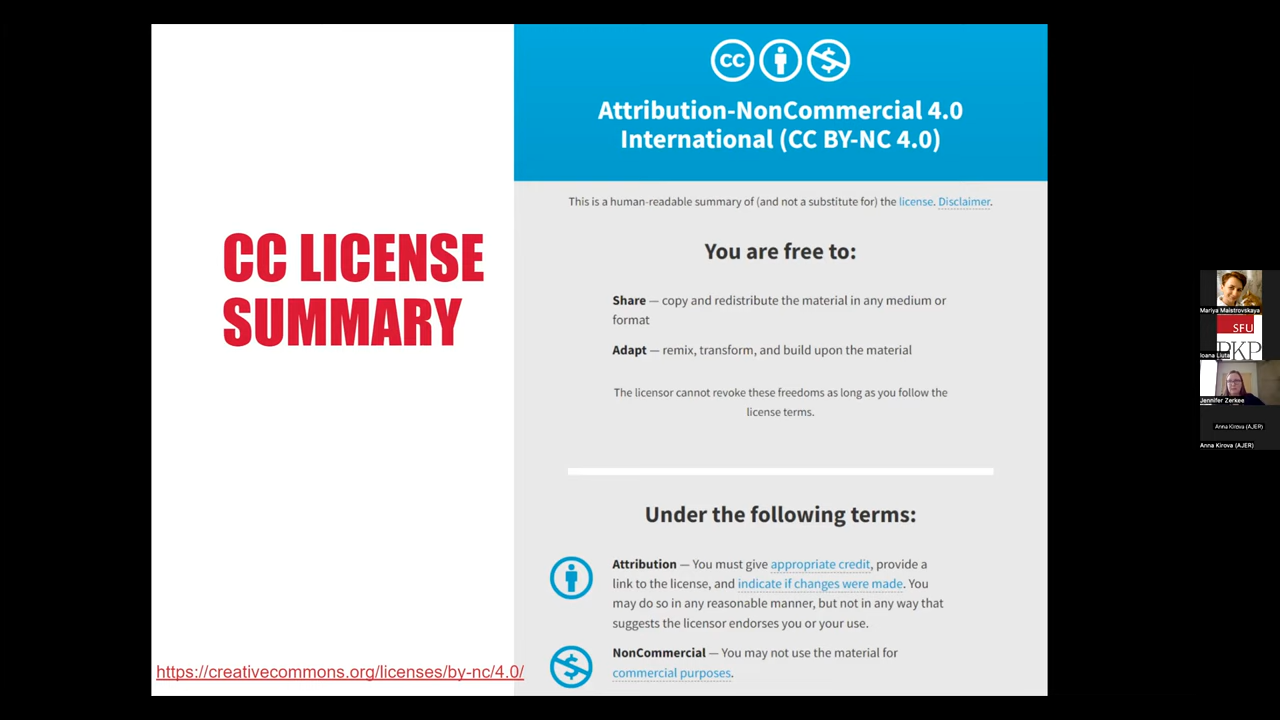 CC LICENSE
SUMMARY
https://creativecommons.org/licenses/by-nc/4.0/
cc
Attribution-NonCommercial 4.0
International (CC BY-NC 4.0)
This is a human-readable summary of (and not a substitute for) the license. Disclaimer.
You are free to:
Share — copy and redistribute the material in any medium or
format
Adapt — remix, transform, and build upon the material
The licensor cannot revoke these freedoms as long as you follow the
license terms.
Under the following terms:
Attribution — You must give appropriate credit, provide a
link to the license, and indicate if changes were made. You
may do so in any reasonable manner, but not in any way that
suggests the licensor endorses you or your use.
NonCommercial — You may not use the material for
commercial purposes.
Mariya Maistrovskaya
SFU
PKP
Ioana Liuta
Jennifer Zerkee
Anna Kirova (AJER)
Anna Kirova (AJER)